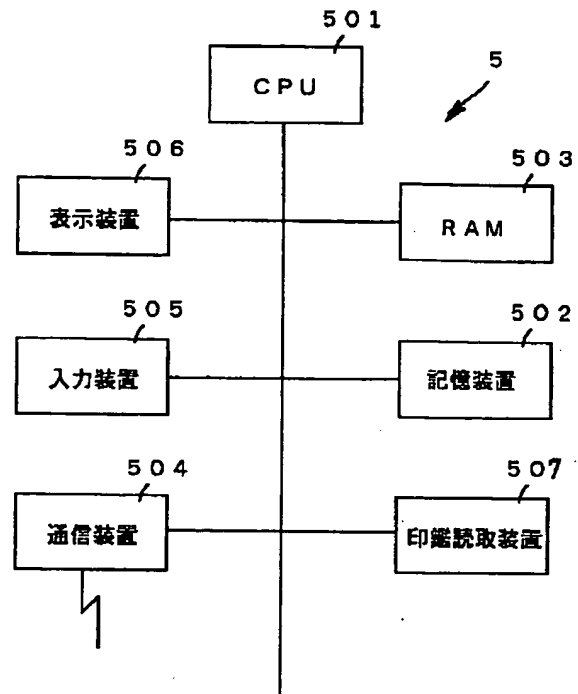 ５０１
ＣＰＵ
５
５０６
表示装置
５０３
ＲＡＭ
５０５
入力装置
５０２
記憶装置
５０４
通信装置
５０７
印鑑読取装置